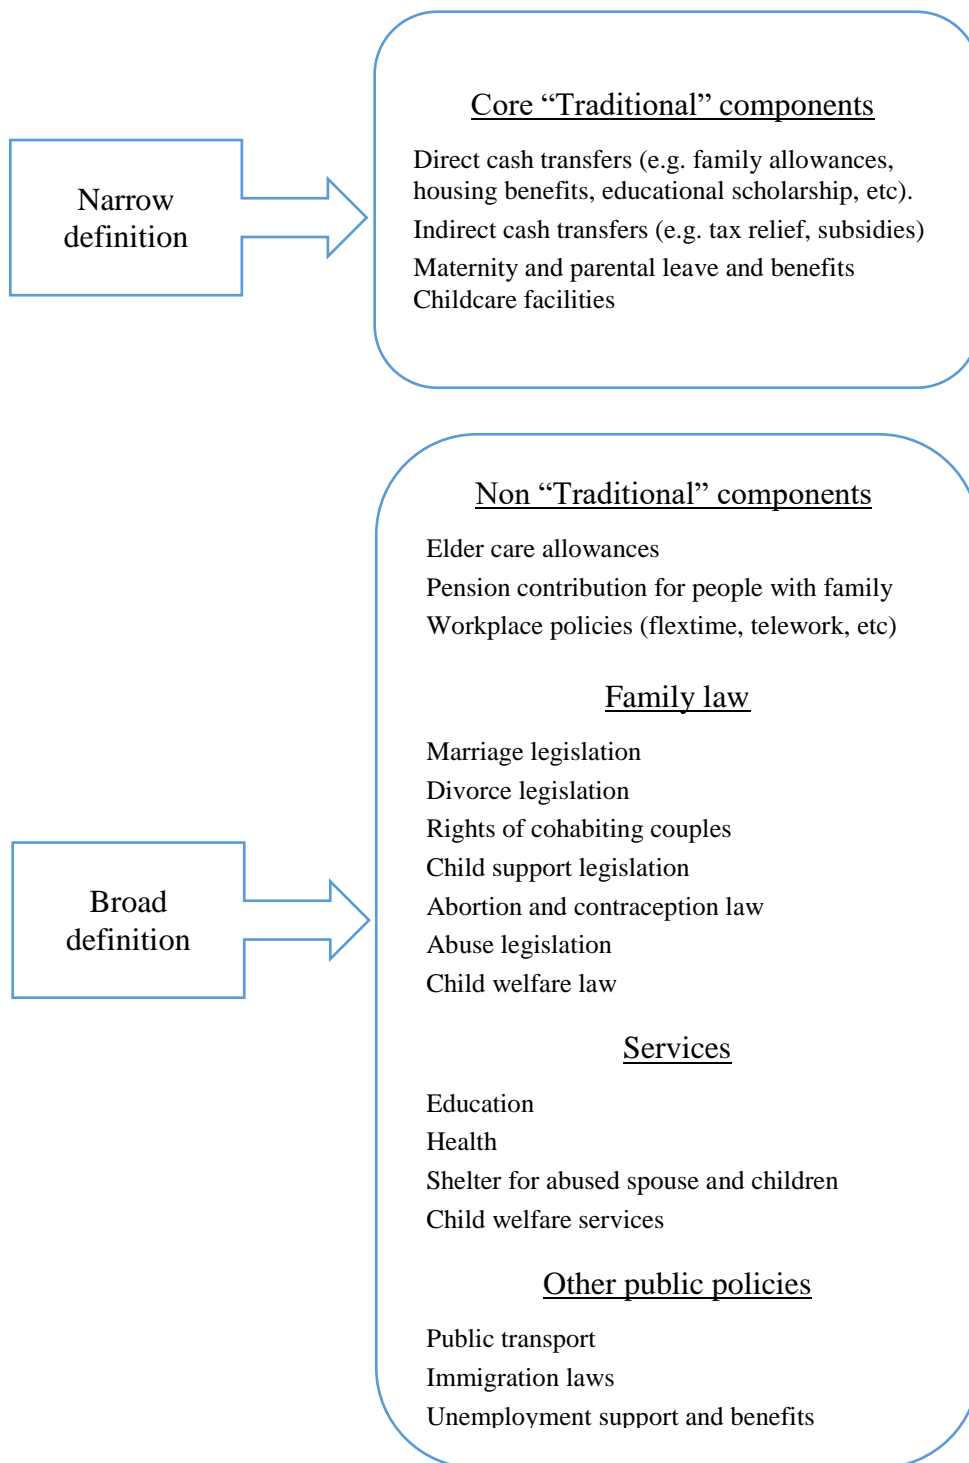 Core “Traditional” components
Direct cash transfers (e.g. family allowances,
housing benefits, educational scholarship, etc).
Indirect cash transfers (e.g. tax relief, subsidies)
Maternity and parental leave and benefits
Childcare facilities
Narrow
definition
Non “Traditional” components
Elder care allowances
Pension contribution for people with family
Workplace policies (flextime, telework, etc)
Family law
Marriage legislation
Divorce legislation
Rights of cohabiting couples
Child support legislation
Abortion and contraception law
Abuse legislation
Child welfare law
Broad
definition
Services
Education
Health
Shelter for abused spouse and children
Child welfare services
Other public policies
Public transport
Immigration laws
Unemployment support and benefits